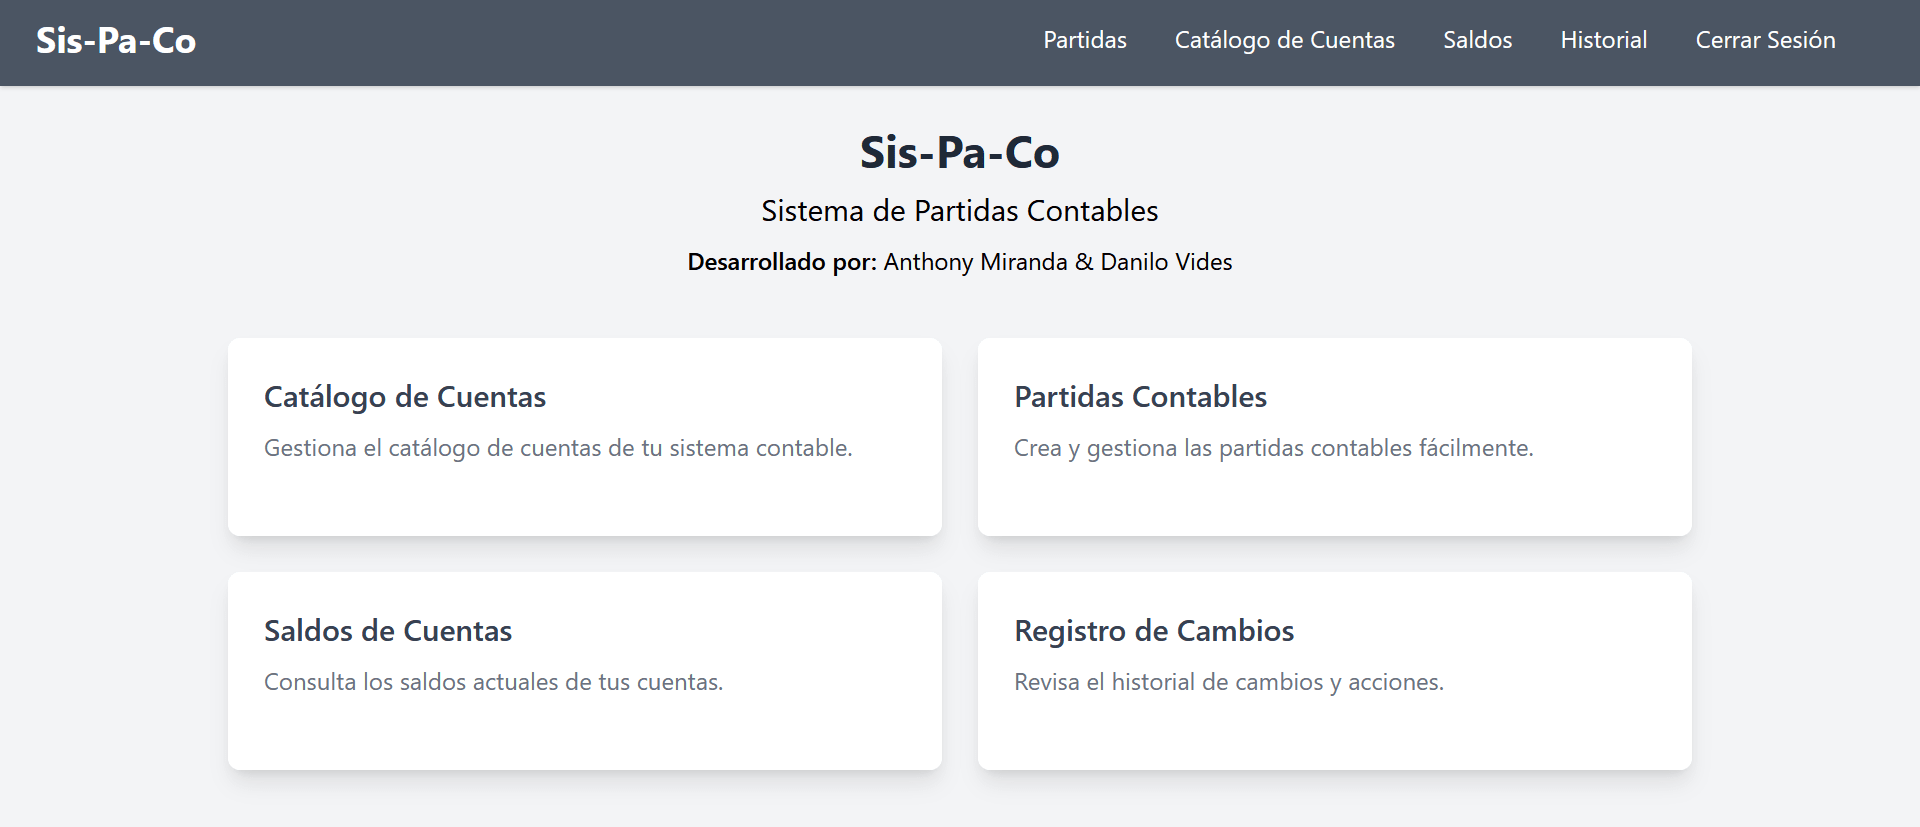 Sis-Pa-Co
Partidas
Catálogo de Cuentas
Saldos
Historial
Cerrar Sesión
Sis-Pa-Co
Sistema de Partidas Contables
Desarrollado por: Anthony Miranda & Danilo Vides
Catálogo de Cuentas
Gestiona el catálogo de cuentas de tu sistema contable.
Partidas Contables
Crea y gestiona las partidas contables fácilmente.
Saldos de Cuentas
Consulta los saldos actuales de tus cuentas.
Registro de Cambios
Revisa el historial de cambios y acciones.